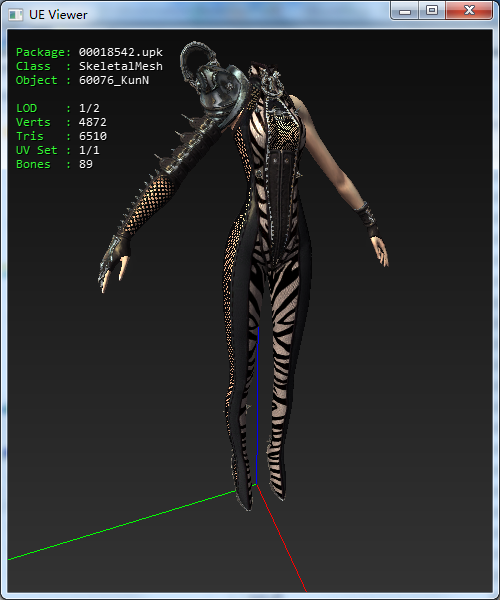 UE Viewer
Package: 00018542.upk
Class : SkeletalMesh
Object : 60076_KunN
LOD : 1/2
Verts : 4872
Tris : 6510
UV Set : 1/1
Bones : 89